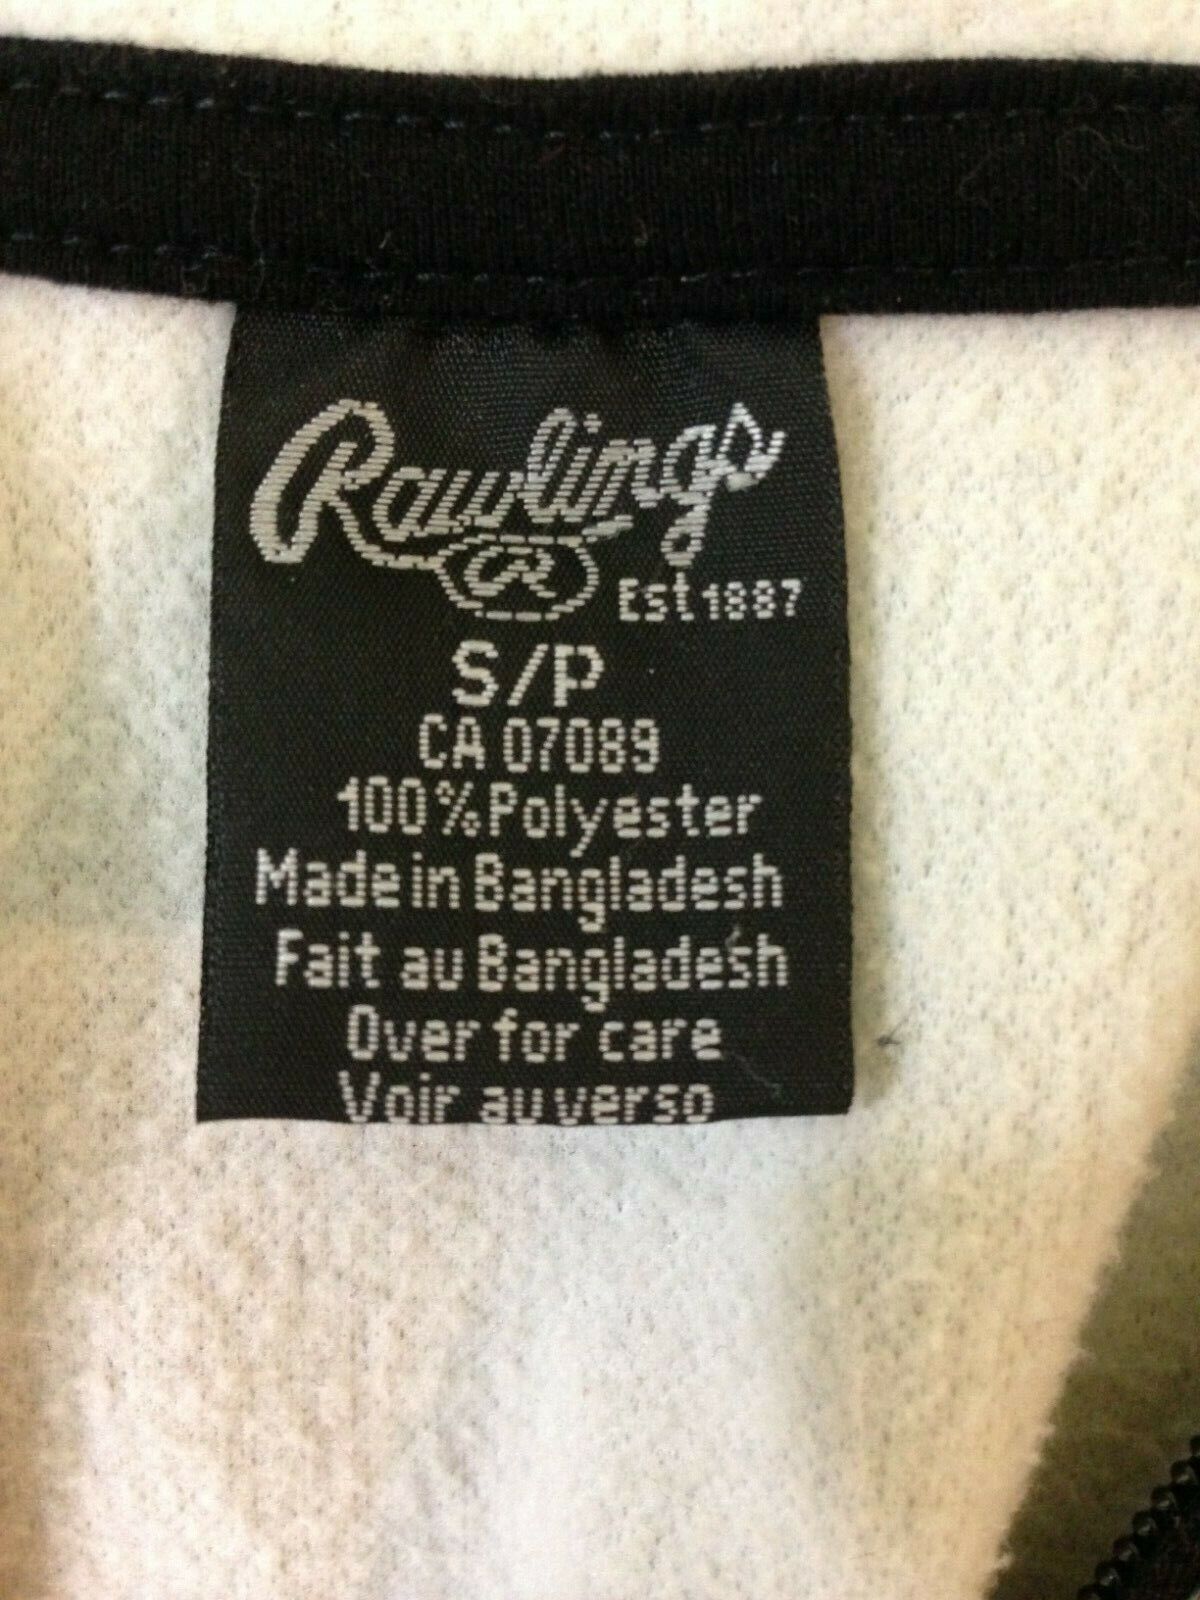 Rawlings
R
Est 1887
S/P
CA 07089
100% Polyester
Made in Bangladesh
Fait au Bangladesh
Over for care
Voir au verso